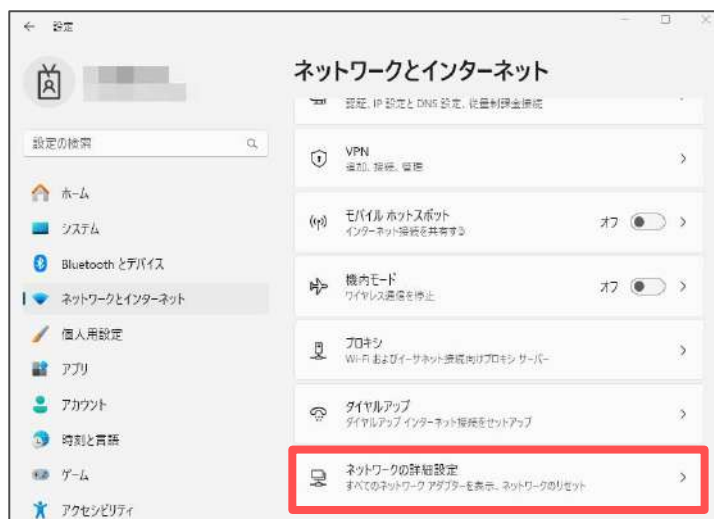 設定
ネットワークとインターネット
認証、IP 設定と DNS 設定、従量制課金接続
設定の検索
VPN
追加、接続、管理
ホーム
モバイル ホットスポット
インターネット接続を共有する
オフ
システム
Bluetooth とデバイス
機内モード
ワイヤレス通信を停止
オフ
ネットワークとインターネット
個人用設定
プロキシ
Wi-Fi およびイーサネット接続向けプロキシ サーバー
アプリ
アカウント
ダイヤルアップ
ダイヤルアップ インターネット接続をセットアップ
時刻と言語
ゲーム
ネットワークの詳細設定
すべてのネットワーク アダプターを表示、ネットワークのリセット
アクセシビリティ